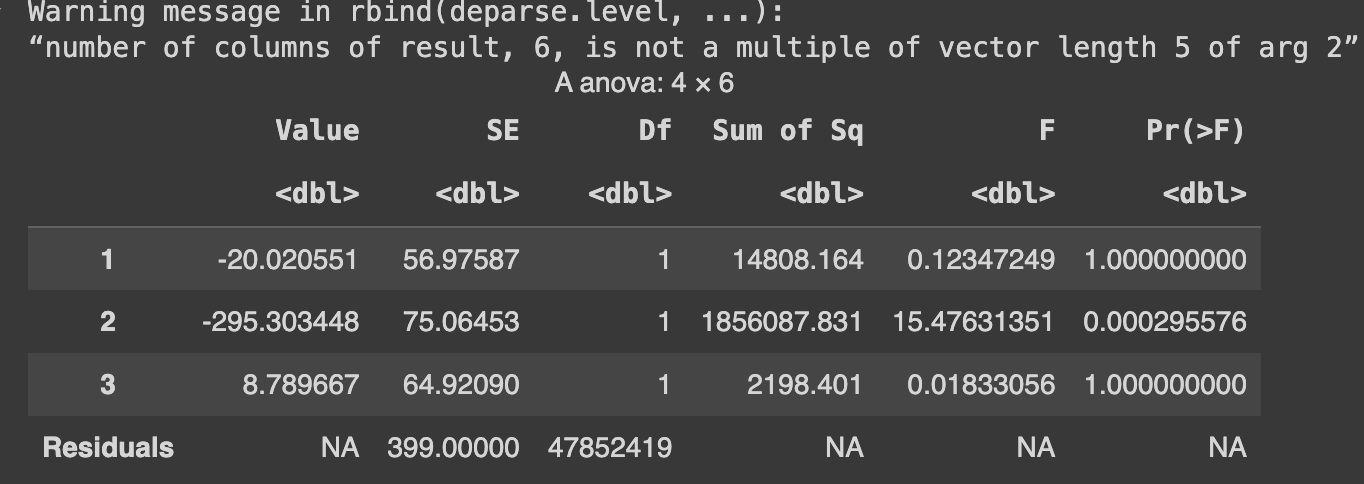 Warning message in rbind(deparse.level, ...):
“number of columns of result, 6, is not a multiple of vector length 5 of arg 2”
A anova: 4 × 6
Value SE Df Sum of Sq F Pr(>F)
<dbl> <dbl> <dbl> <dbl> <dbl> <dbl>
1 -20.020551 56.97587 1 14808.164 0.12347249 1.000000000
2 -295.303448 75.06453 1 1856087.831 15.47631351 0.000295576
3 8.789667 64.92090 1 2198.401 0.01833056 1.000000000
Residuals NA 399.00000 47852419 NA NA NA